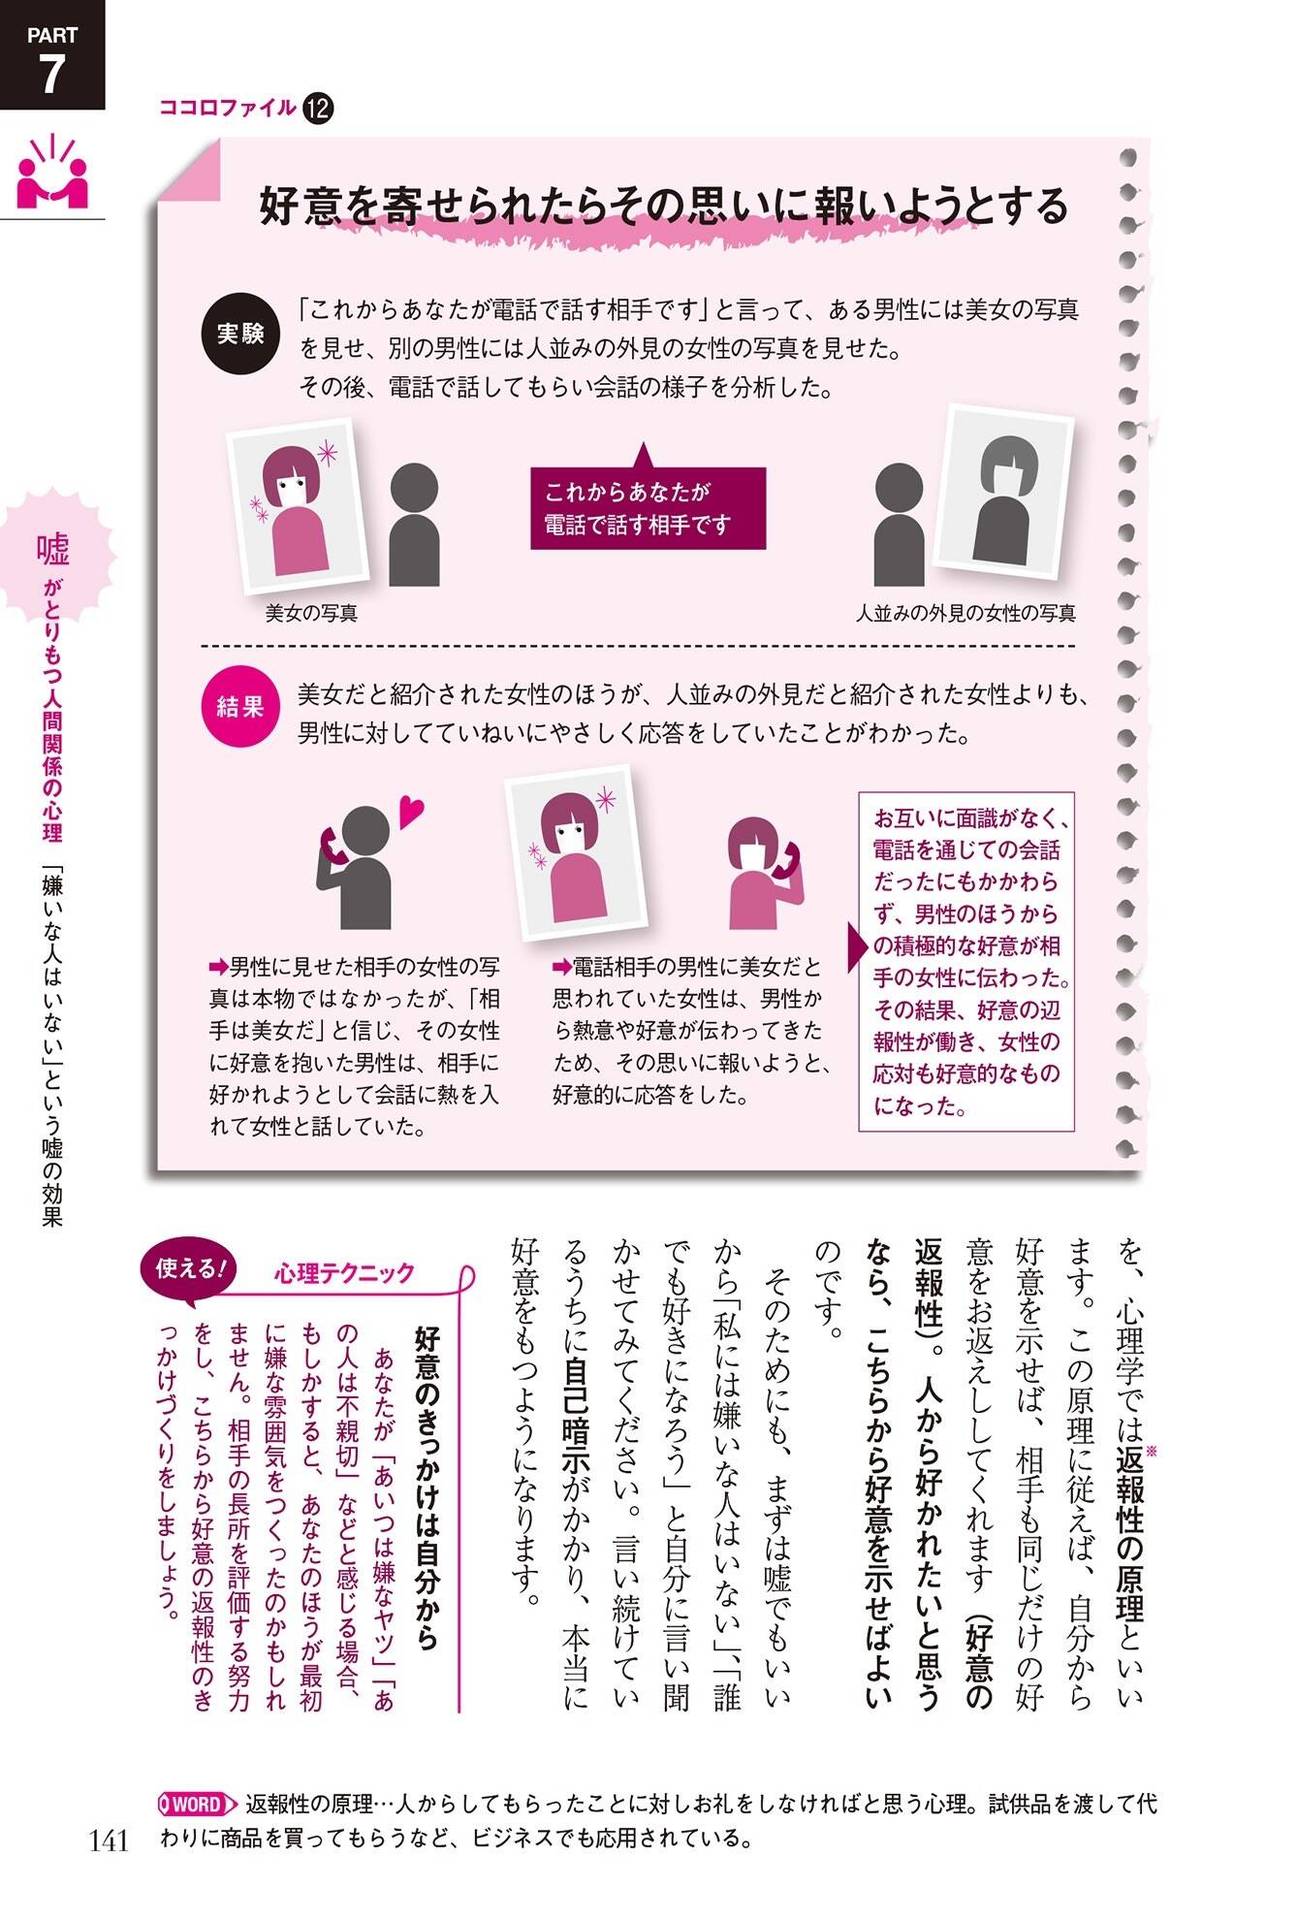 PART
7
ココロファイル12
好意を寄せられたらその思いに報いようとする
実験
「これからあなたが電話で話す相手です」と言って、ある男性には美女の写真
を見せ、別の男性には人並みの外見の女性の写真を見せた。
その後、電話で話してもらい会話の様子を分析した。
これからあなたが
電話で話す相手です
美女の写真
人並みの外見の女性の写真
結果
美女だと紹介された女性のほうが、人並みの外見だと紹介された女性よりも、
男性に対してていねいにやさしく応答をしていたことがわかった。
➡男性に見せた相手の女性の写
真は本物ではなかったが、「相
手は美女だ」と信じ、その女性
に好意を抱いた男性は、相手に
好かれようとして会話に熱を入
れて女性と話していた。
➡電話相手の男性に美女だと
思われていた女性は、男性か
ら熱意や好意が伝わってきた
ため、その思いに報いようと、
好意的に応答をした。
お互いに面識がなく、
電話を通じての会話
だったにもかかわら
ず、男性のほうから
の積極的な好意が相
手の女性に伝わった。
その結果、好意の返
報性が働き、女性の
応対も好意的なもの
になった。
嘘がとりもつ人間関係の心理 「嫌いな人はいない」という嘘の効果
を、心理学では返報性の原理※といい
ます。この原理に従えば、自分から
好意を示せば、相手も同じだけの好
意をお返えししてくれます（好意の
返報性）。人から好かれたいと思う
なら、こちらから好意を示せばよい
のです。
そのためにも、まずは嘘でもいい
から「私には嫌いな人はいない」、「誰
でも好きになろう」と自分に言い聞
かせてみてください。言い続けてい
るうちに自己暗示がかかり、本当に
好意をもつようになります。
使える!
心理テクニック
好意のきっかけは自分から
あなたが「あいつは嫌なヤツ」「あ
の人は不親切」などと感じる場合、
もしかすると、あなたのほうが最初
に嫌な雰囲気をつくったのかもしれ
ません。相手の長所を評価する努力
をし、こちらから好意の返報性のき
っかけづくりをしましょう。
WORD 返報性の原理…人からしてもらったことに対しお礼をしなければと思う心理。試供品を渡して代
わりに商品を買ってもらうなど、ビジネスでも応用されている。
141